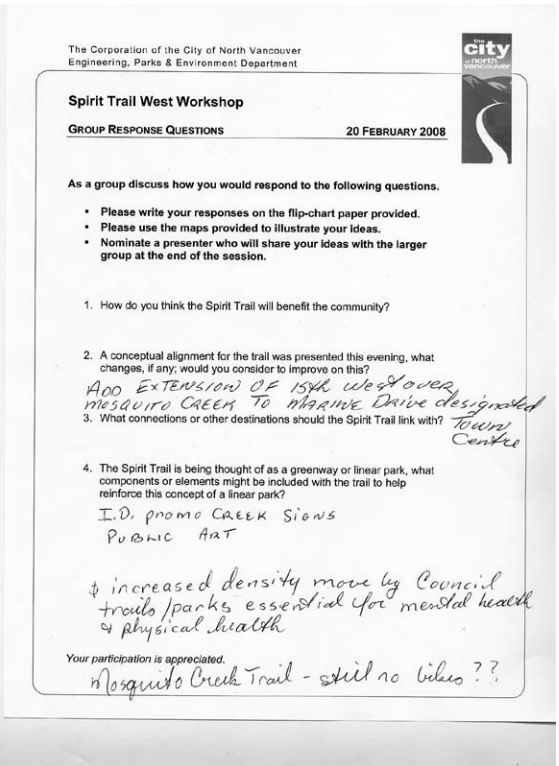 The Corporation of the City of North Vancouver
Engineering, Parks & Environment Department
the
city
of north
vancouver
Spirit Trail West Workshop
GROUP RESPONSE QUESTIONS 20 FEBRUARY 2008
As a group discuss how you would respond to the following questions.
▪ Please write your responses on the flip-chart paper provided.
▪ Please use the maps provided to illustrate your ideas.
▪ Nominate a presenter who will share your ideas with the larger
group at the end of the session.
1. How do you think the Spirit Trail will benefit the community?
2. A conceptual alignment for the trail was presented this evening, what
changes, if any; would you consider to improve on this?
ADD EXTENSION OF 15th West over
MOSQUITO CREEK TO MARINE DRIVE designated
3. What connections or other destinations should the Spirit Trail link with? Town
Centre
4. The Spirit Trail is being thought of as a greenway or linear park, what
components or elements might be included with the trail to help
reinforce this concept of a linear park?
I.D. promo CREEK SIGNS
PUBLIC ART
increased density move by Council
trails/parks essential for mental health
& physical health
Your participation is appreciated.
Mosquito Creek Trail - still no bikes ??